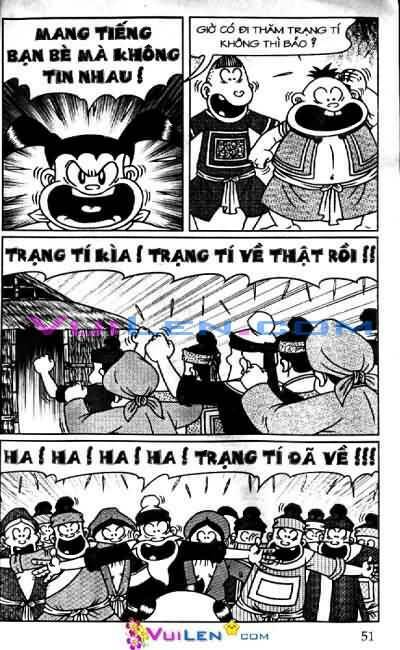 MANG TIẾNG
BẠN BÈ MÀ KHÔNG
TIN NHAU!
GIỜ CÓ ĐI THĂM TRẠNG TÍ
KHÔNG THÌ BẢO?
TRẠNG TÍ KÌA! TRẠNG TÍ VỀ THẬT RỒI!!
VuiLen.com
HA! HA! HA! HA! TRẠNG TÍ ĐÃ VỀ!!!
51
VuiLen.com